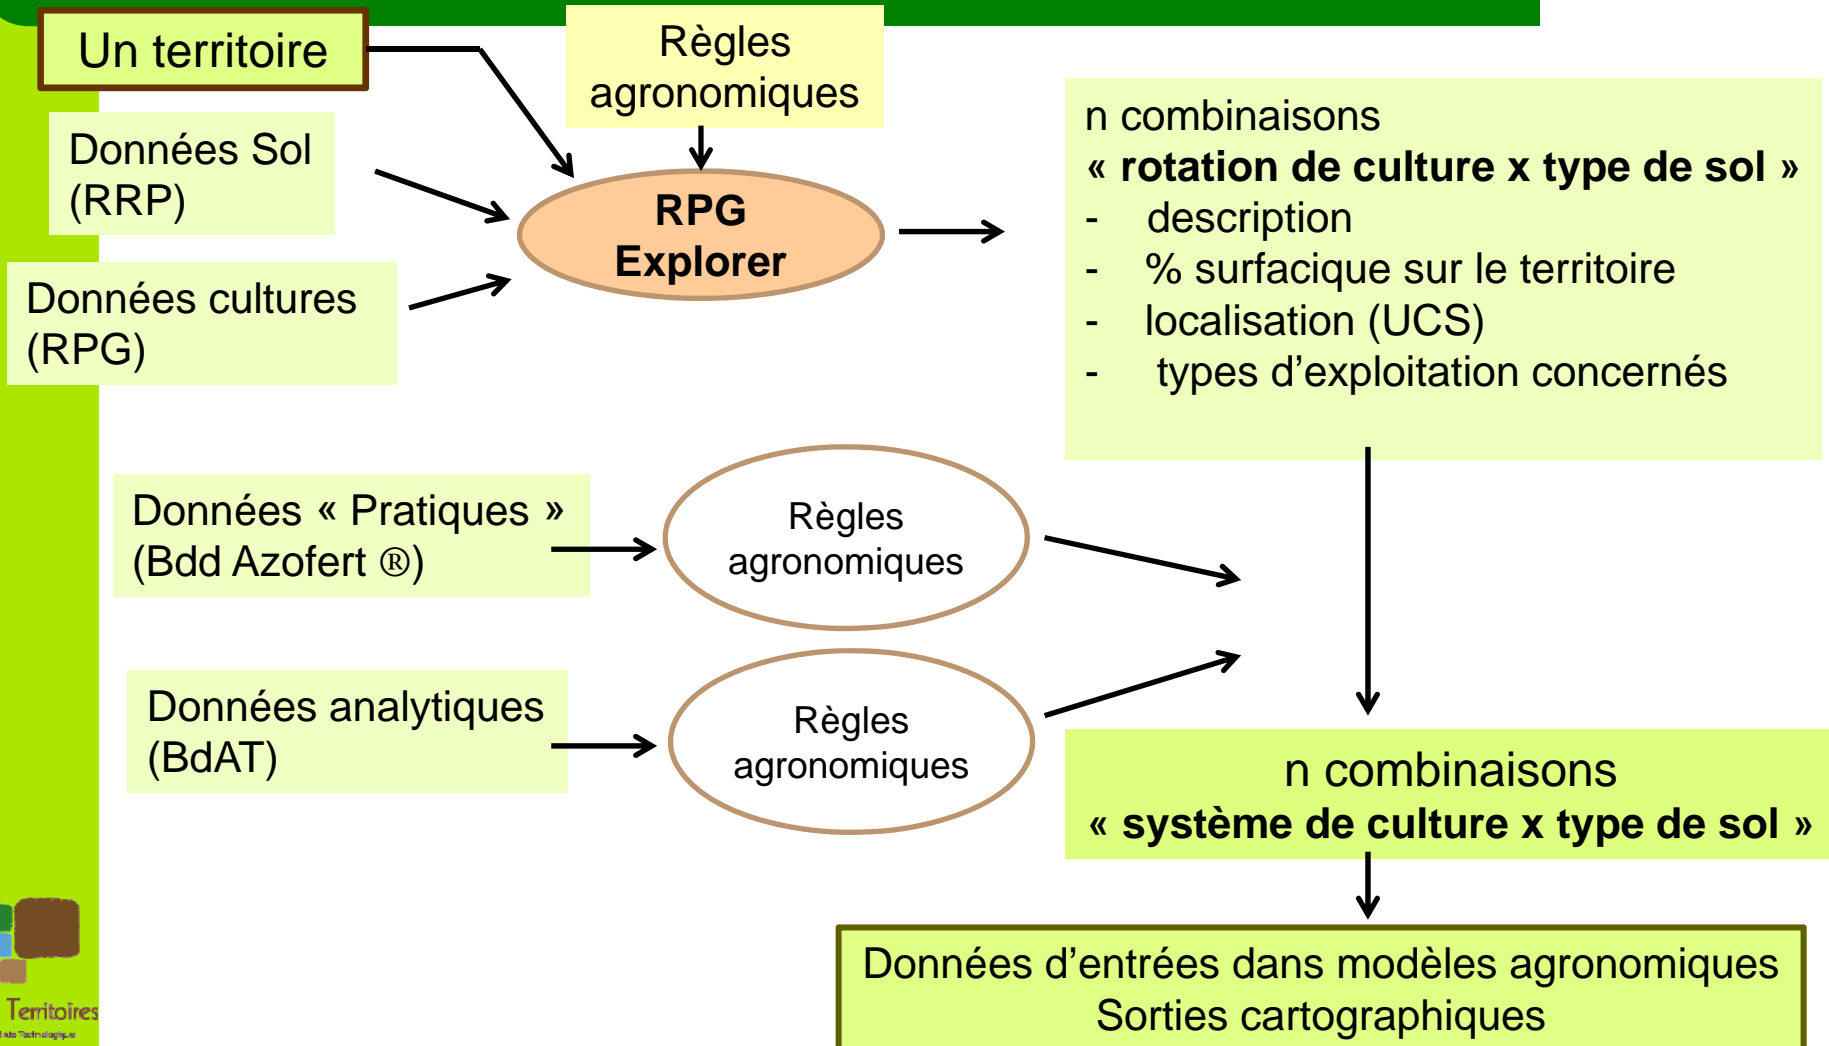 Un territoire
Règles
agronomiques
Données Sol
(RRP)
Données cultures
(RPG)
RPG
Explorer
n combinaisons
« rotation de culture x type de sol »
- description
- % surfacique sur le territoire
- localisation (UCS)
- types d’exploitation concernés
Données « Pratiques »
(Bdd Azofert ®)
Règles
agronomiques
Données analytiques
(BdAT)
Règles
agronomiques
n combinaisons
« système de culture x type de sol »
Données d’entrées dans modèles agronomiques
Sorties cartographiques
Territoires